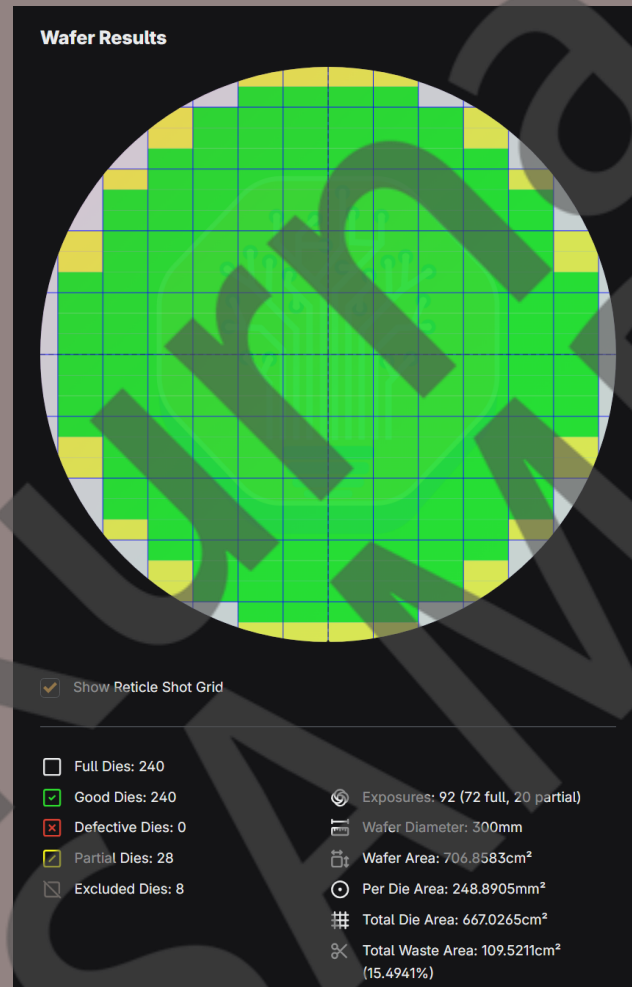 Wafer Results
Show Reticle Shot Grid
Full Dies: 240
Good Dies: 240
Defective Dies: 0
Partial Dies: 28
Excluded Dies: 8
Exposures: 92 (72 full, 20 partial)
Wafer Diameter: 300mm
Wafer Area: 706.8583cm²
Per Die Area: 248.8905mm²
Total Die Area: 667.0265cm²
Total Waste Area: 109.5211cm²
(15.4941%)